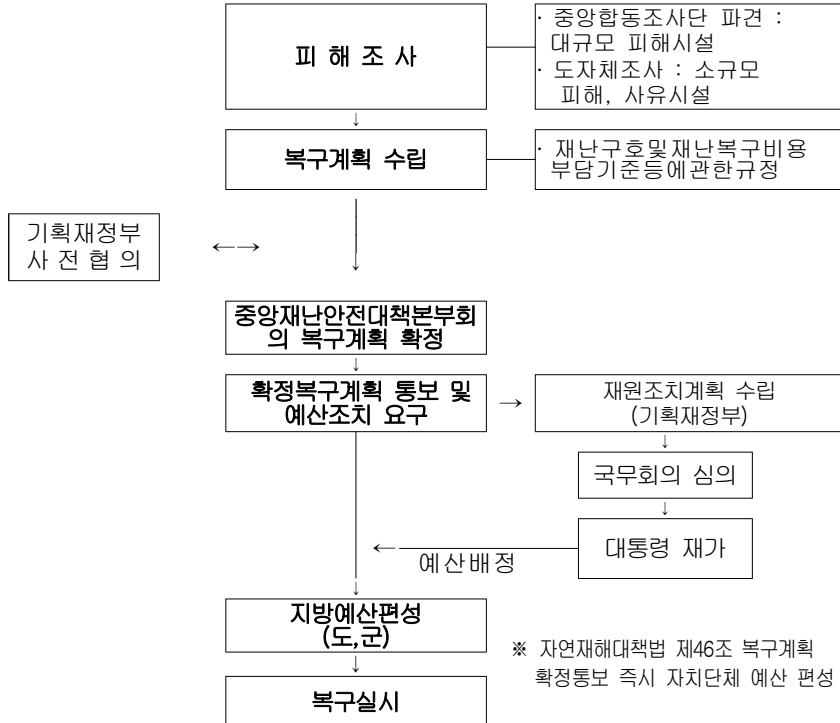 피 해 조 사
· 중앙합동조사단 파견 :
대규모 피해시설
· 도자체조사 : 소규모
피해, 사유시설
↓
복구계획 수립
· 재난구호및재난복구비용
부담기준등에관한규정
기획재정부
사 전 협 의
←→
중앙재난안전대책본부회
의 복구계획 확정
↓
확정복구계획 통보 및
예산조치 요구
→
재원조치계획 수립
(기획재정부)
↓
국무회의 심의
↓
대통령 재가
예산배정
지방예산편성
(도,군)
※ 자연재해대책법 제46조 복구계획
확정통보 즉시 자치단체 예산 편성
↓
복구실시